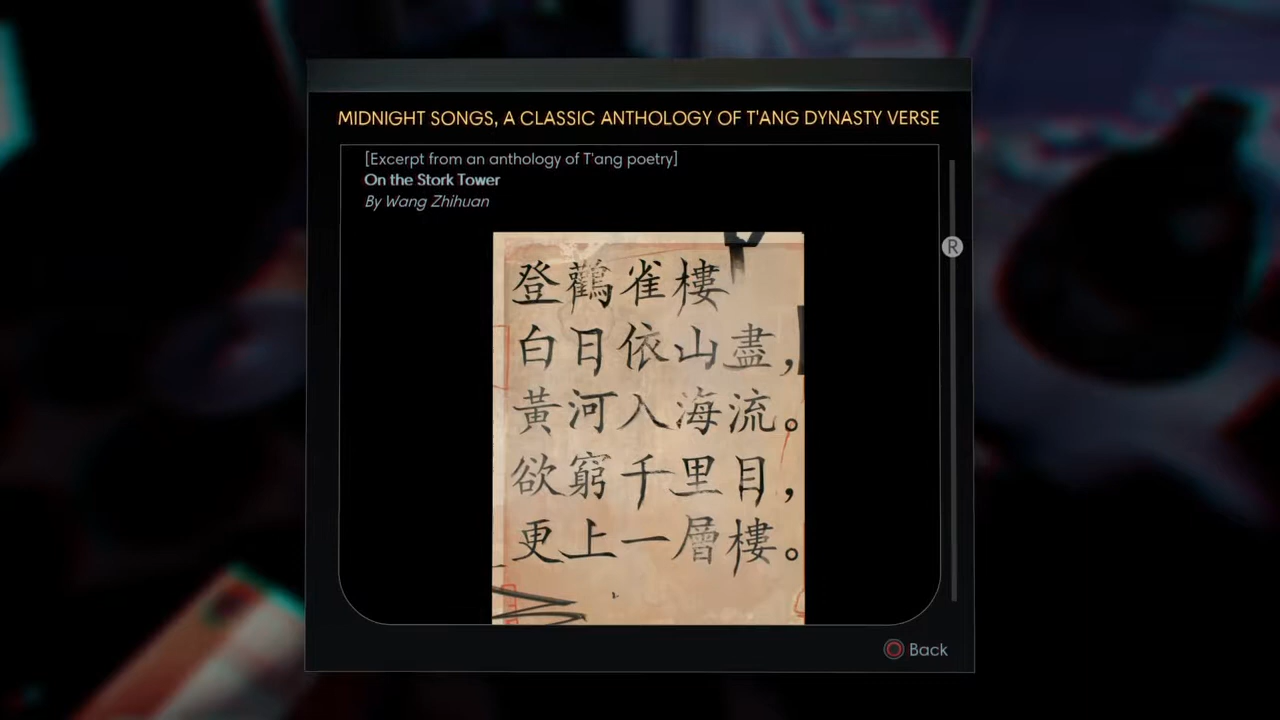 MIDNIGHT SONGS, A CLASSIC ANTHOLOGY OF T'ANG DYNASTY VERSE
[Excerpt from an anthology of T'ang poetry]
On the Stork Tower
By Wang Zhihuan
登鸛雀樓
白日依山盡，
黃河入海流。
欲窮千里目，
更上一層樓。
R
Back